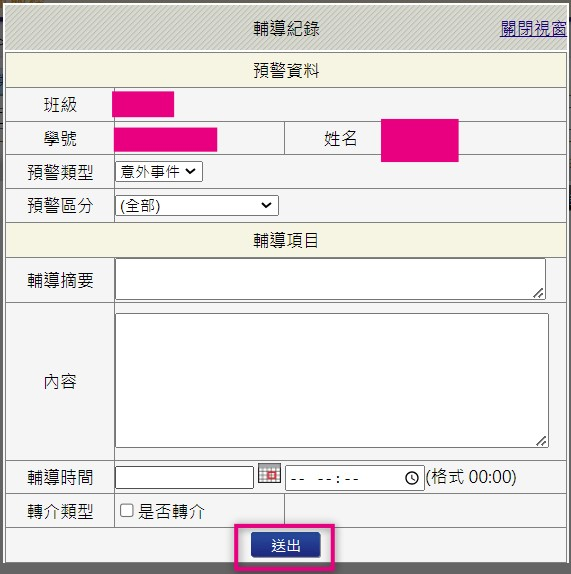 輔導紀錄 關閉視窗
預警資料
班級
學號 姓名
預警類型 意外事件
預警區分 (全部)
輔導項目
輔導摘要
內容
輔導時間 -- --:-- (格式 00:00)
轉介類型 是否轉介
送出